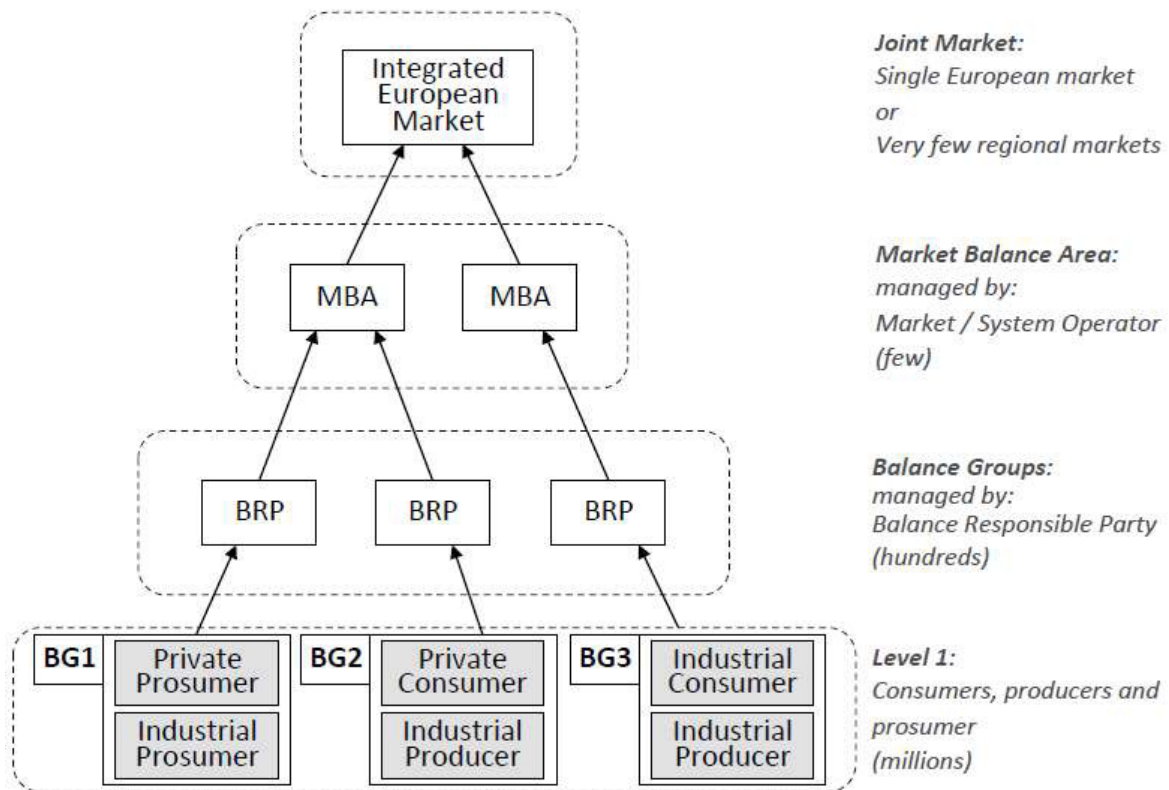 Integrated
European
Market
Joint Market:
Single European market
or
Very few regional markets
MBA
MBA
Market Balance Area:
managed by:
Market / System Operator
(few)
BRP
BRP
BRP
Balance Groups:
managed by:
Balance Responsible Party
(hundreds)
BG1
Private
Prosumer
Industrial
Prosumer
BG2
Private
Consumer
Industrial
Producer
BG3
Industrial
Consumer
Industrial
Producer
Level 1:
Consumers, producers and
prosumer
(millions)